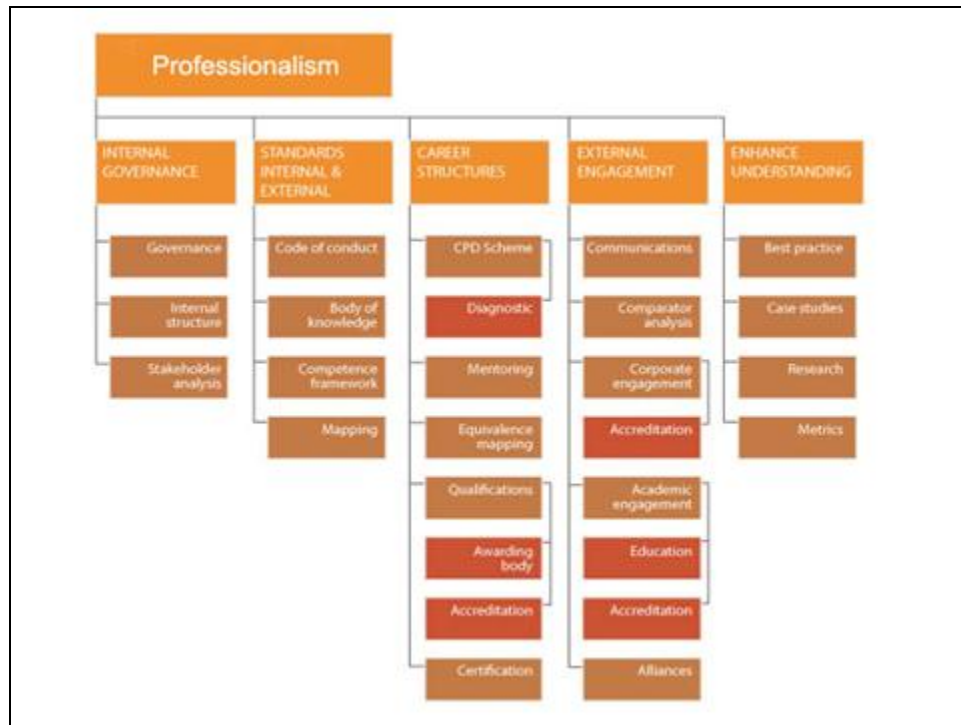 Professionalism
INTERNAL
GOVERNANCE
Governance
Internal
structure
Stakeholder
analysis
STANDARDS
INTERNAL &
EXTERNAL
Code of conduct
Body of
knowledge
Competence
framework
Mapping
CAREER
STRUCTURES
CPD Scheme
Diagnostic
Mentoring
Equivalence
mapping
Qualifications
Awarding
body
Accreditation
Certification
EXTERNAL
ENGAGEMENT
Communications
Comparator
analysis
Corporate
engagement
Accreditation
Academic
engagement
Education
Accreditation
Alliances
ENHANCE
UNDERSTANDING
Best practice
Case studies
Research
Metrics